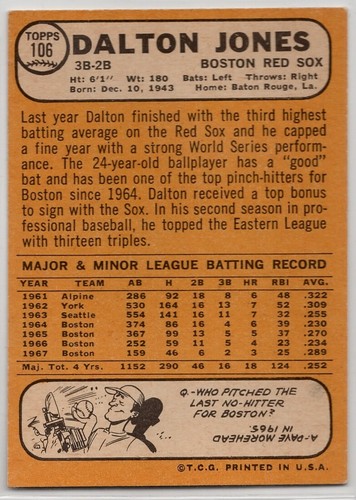 TOPPS
106
DALTON JONES
3B-2B BOSTON RED SOX
Ht: 6'1" Wt: 180 Bats: Left Throws: Right
Born: Dec. 10, 1943 Home: Baton Rouge, La.
Last year Dalton finished with the third highest
batting average on the Red Sox and he capped
a fine year with a strong World Series perform-
ance. The 24-year-old ballplayer has a "good"
bat and has been one of the top pinch-hitters for
Boston since 1964. Dalton received a top bonus
to sign with the Sox. In his second season in pro-
fessional baseball, he topped the Eastern League
with thirteen triples.
MAJOR & MINOR LEAGUE BATTING RECORD
YEAR TEAM AB H 2B 3B HR RBI AVG.
1961 Alpine 286 92 18 8 6 48 .322
1962 York 530 164 16 13 7 52 .309
1963 Seattle 554 141 16 11 7 32 .255
1964 Boston 374 86 16 4 6 39 .230
1965 Boston 367 99 13 5 5 37 .270
1966 Boston 252 59 11 5 4 23 .234
1967 Boston 159 46 6 2 3 25 .289
Maj. Tot. 4 Yrs. 1152 290 46 16 18 124 .252
Q.-WHO PITCHED THE
LAST NO-HITTER
FOR BOSTON?
A-DAVE MOREHEAD
IN 1965.
©T.C.G. PRINTED IN U.S.A.